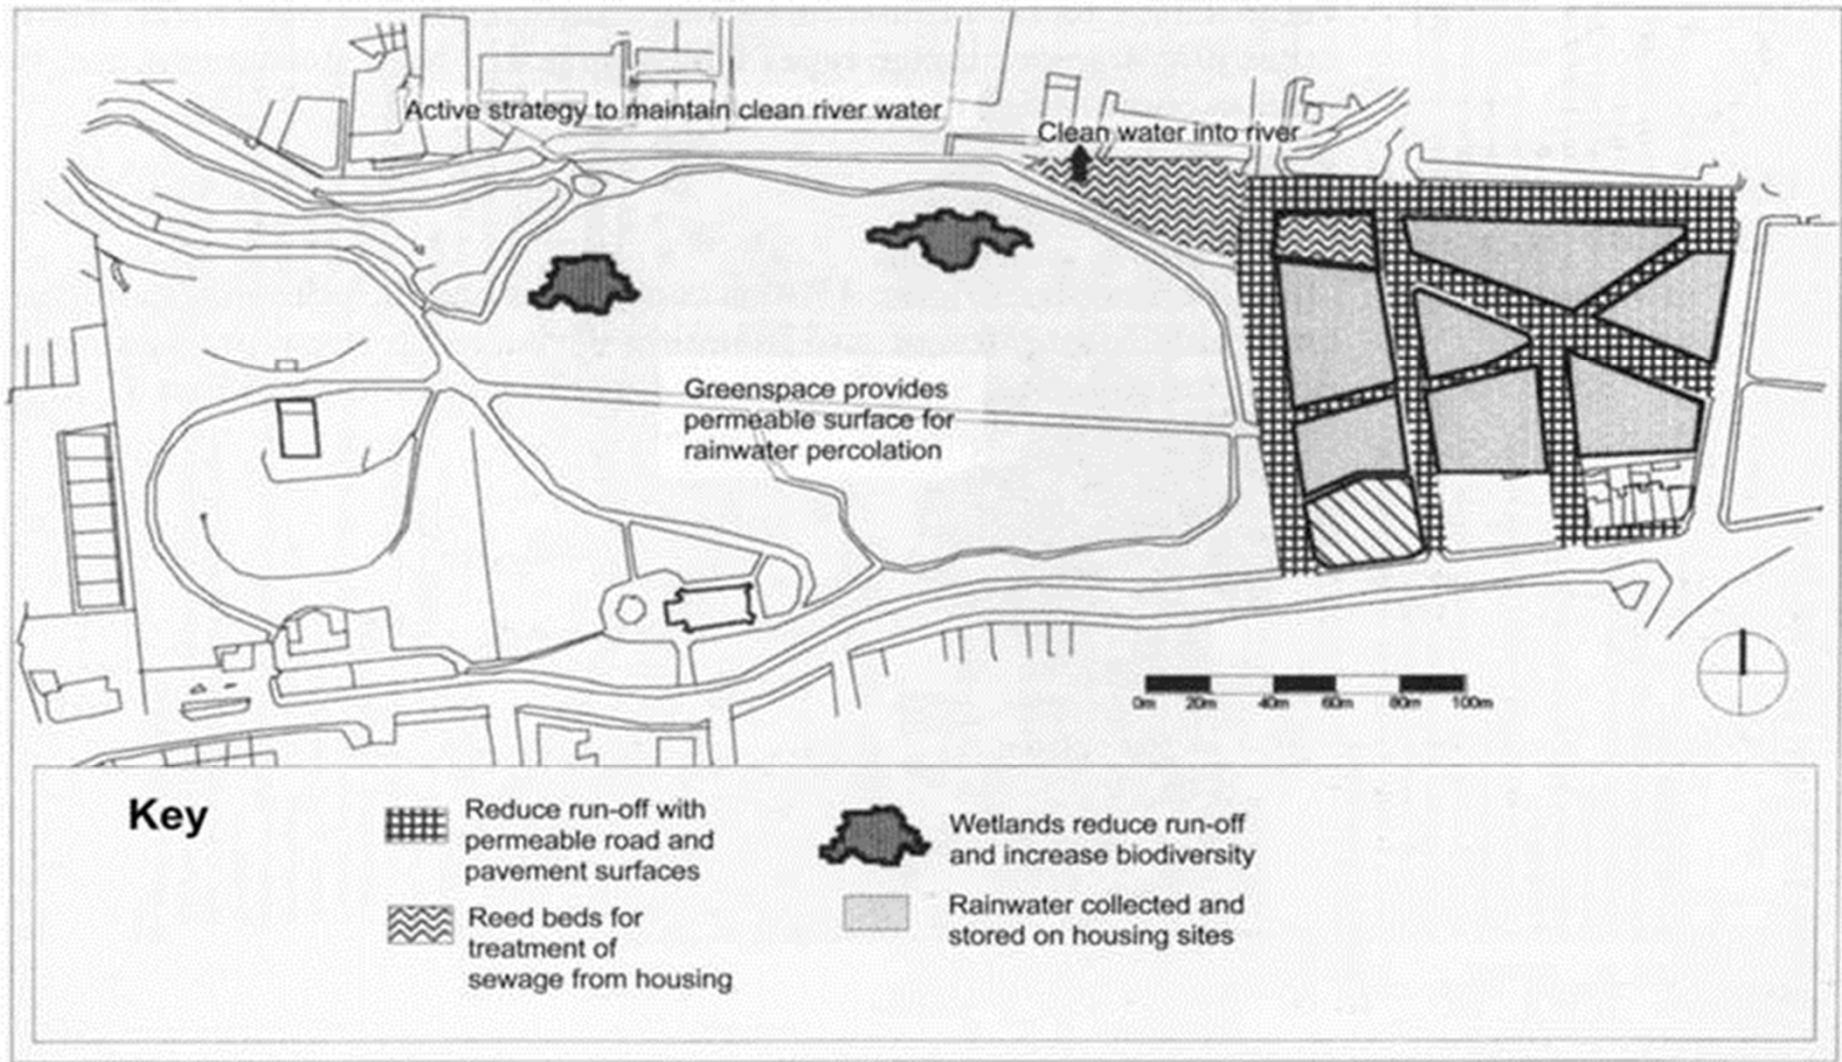 Active strategy to maintain clean river water
Clean water into river
Greenspace provides
permeable surface for
rainwater percolation
0m 20m 40m 60m 80m 100m
Key
Reduce run-off with
permeable road and
pavement surfaces
Reed beds for
treatment of
sewage from housing
Wetlands reduce run-off
and increase biodiversity
Rainwater collected and
stored on housing sites